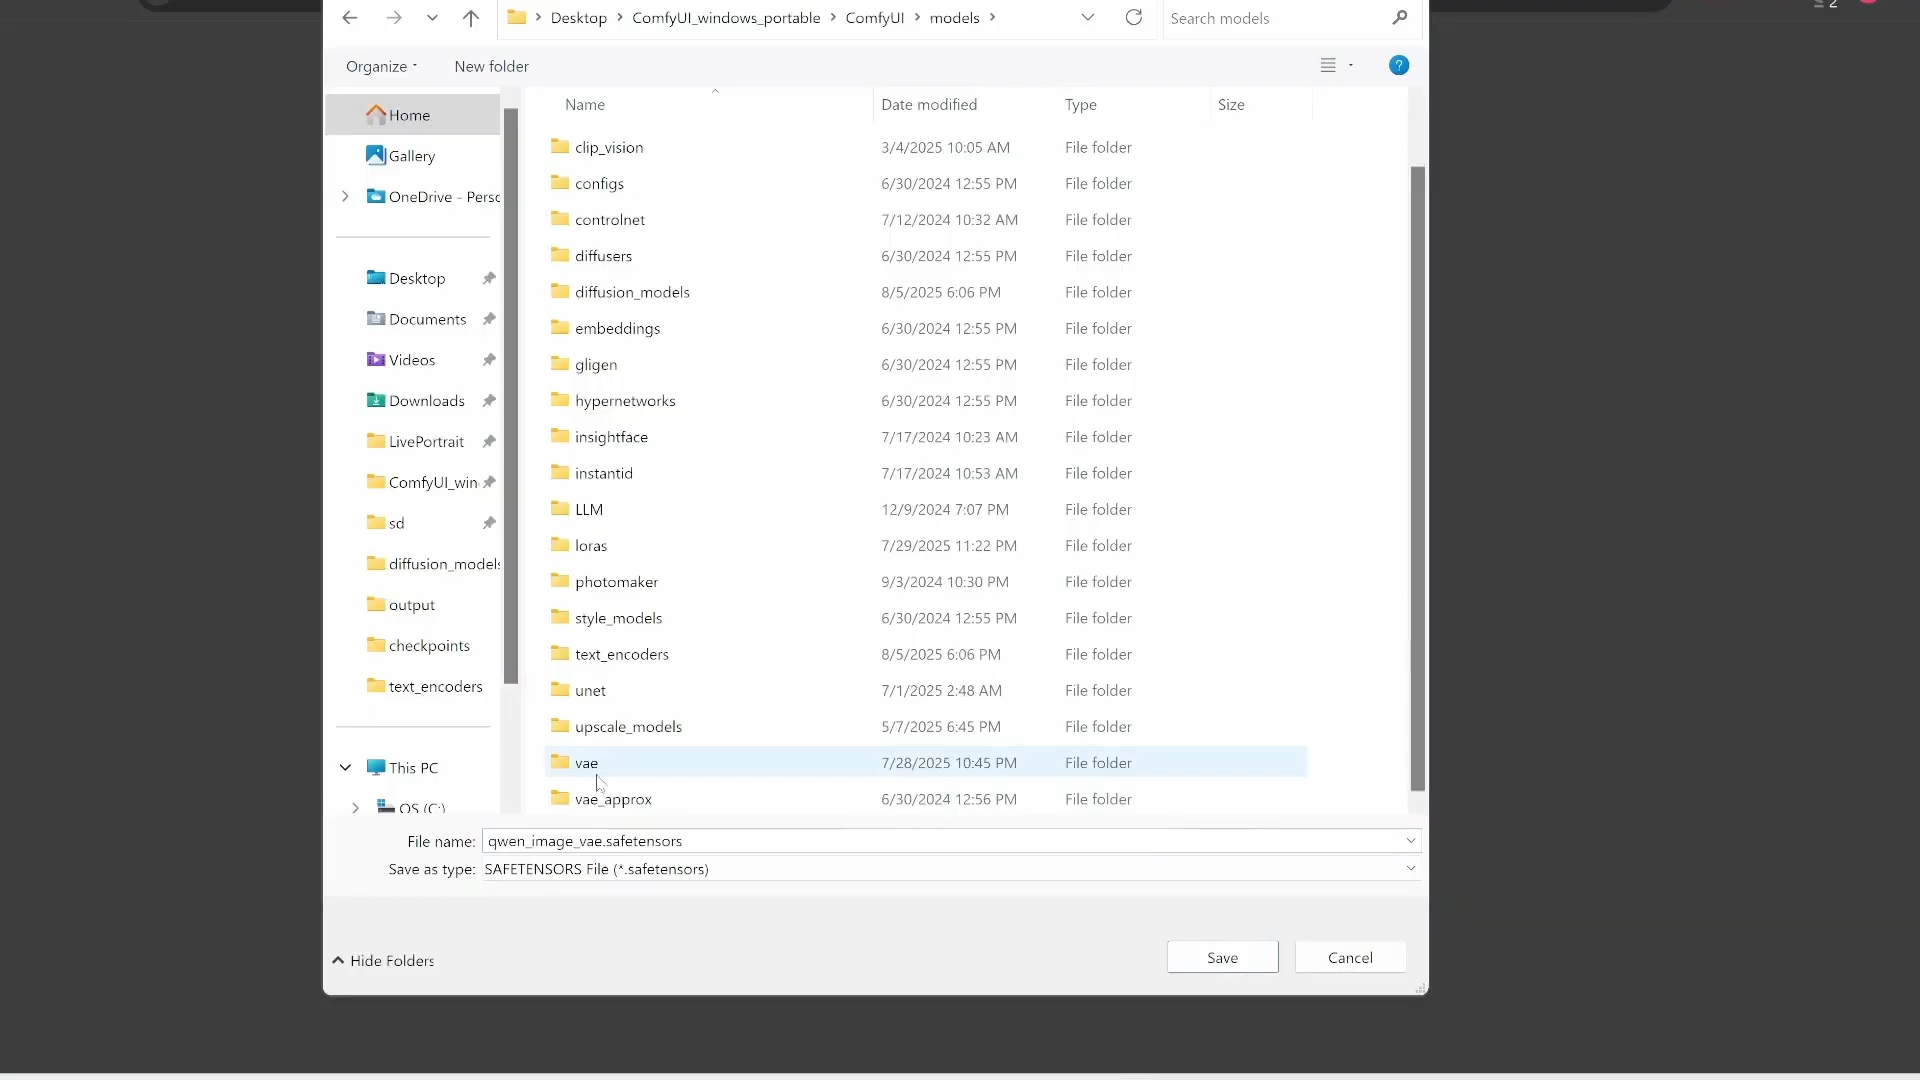 2
Desktop > ComfyUI_windows_portable > ComfyUI > models >
Search models
Organize
New folder
?
Name Date modified Type Size
Home
Gallery
OneDrive - Perso
Desktop
Documents
Videos
Downloads
LivePortrait
ComfyUI_win
sd
diffusion_models
output
checkpoints
text_encoders
This PC
OS (C:)
clip_vision 3/4/2025 10:05 AM File folder
configs 6/30/2024 12:55 PM File folder
controlnet 7/12/2024 10:32 AM File folder
diffusers 6/30/2024 12:55 PM File folder
diffusion_models 8/5/2025 6:06 PM File folder
embeddings 6/30/2024 12:55 PM File folder
gligen 6/30/2024 12:55 PM File folder
hypernetworks 6/30/2024 12:55 PM File folder
insightface 7/17/2024 10:23 AM File folder
instantid 7/17/2024 10:53 AM File folder
LLM 12/9/2024 7:07 PM File folder
loras 7/29/2025 11:22 PM File folder
photomaker 9/3/2024 10:30 PM File folder
style_models 6/30/2024 12:55 PM File folder
text_encoders 8/5/2025 6:06 PM File folder
unet 7/1/2025 2:48 AM File folder
upscale_models 5/7/2025 6:45 PM File folder
vae 7/28/2025 10:45 PM File folder
vae_approx 6/30/2024 12:56 PM File folder
File name: qwen_image_vae.safetensors
Save as type: SAFETENSORS File (*.safetensors)
Hide Folders
Save
Cancel